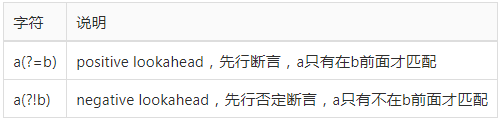 字符 说明
a(?=b) positive lookahead，先行断言，a只有在b前面才匹配
a(?!b) negative lookahead，先行否定断言，a只有不在b前面才匹配